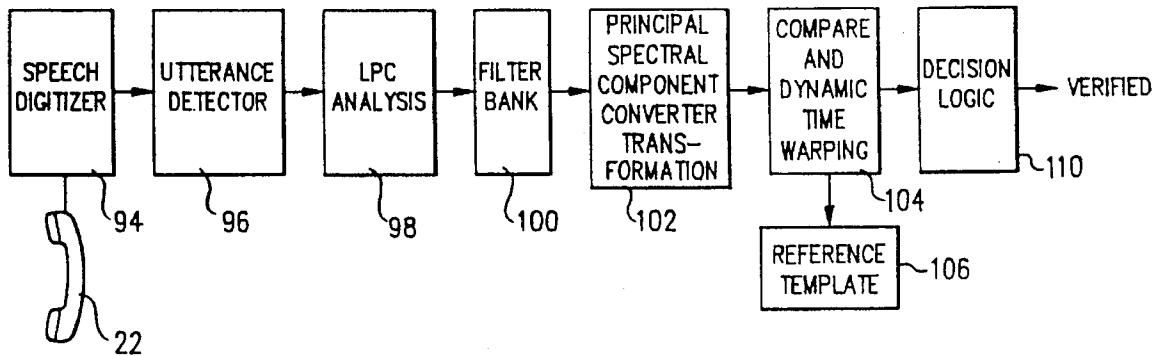 SPEECH
DIGITIZER
UTTERANCE
DETECTOR
LPC
ANALYSIS
FILTER
BANK
PRINCIPAL
SPECTRAL
COMPONENT
CONVERTER
TRANS-
FORMATION
COMPARE
AND
DYNAMIC
TIME
WARPING
DECISION
LOGIC
VERIFIED
94
96
98
100
102
104
110
REFERENCE
TEMPLATE
106
22